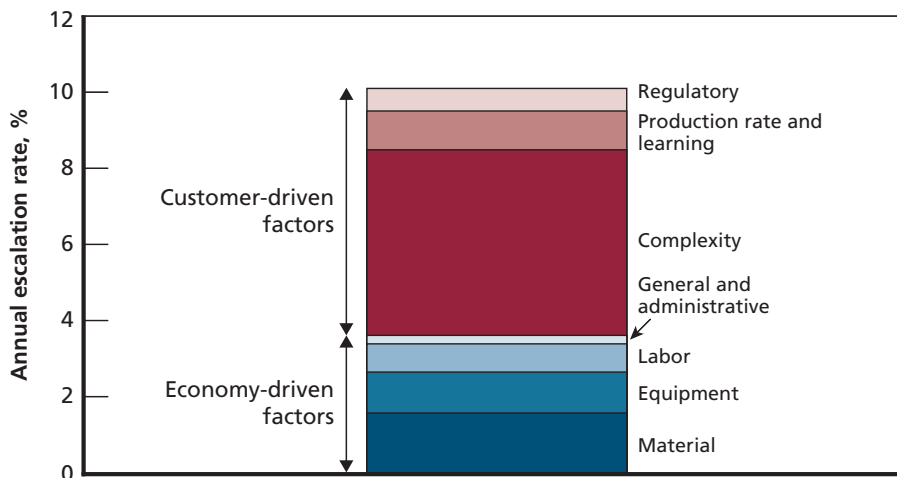 Annual escalation rate, %
12
10
8
6
4
2
0
Customer-driven
factors
Economy-driven
factors
Regulatory
Production rate and
learning
Complexity
General and
administrative
Labor
Equipment
Material